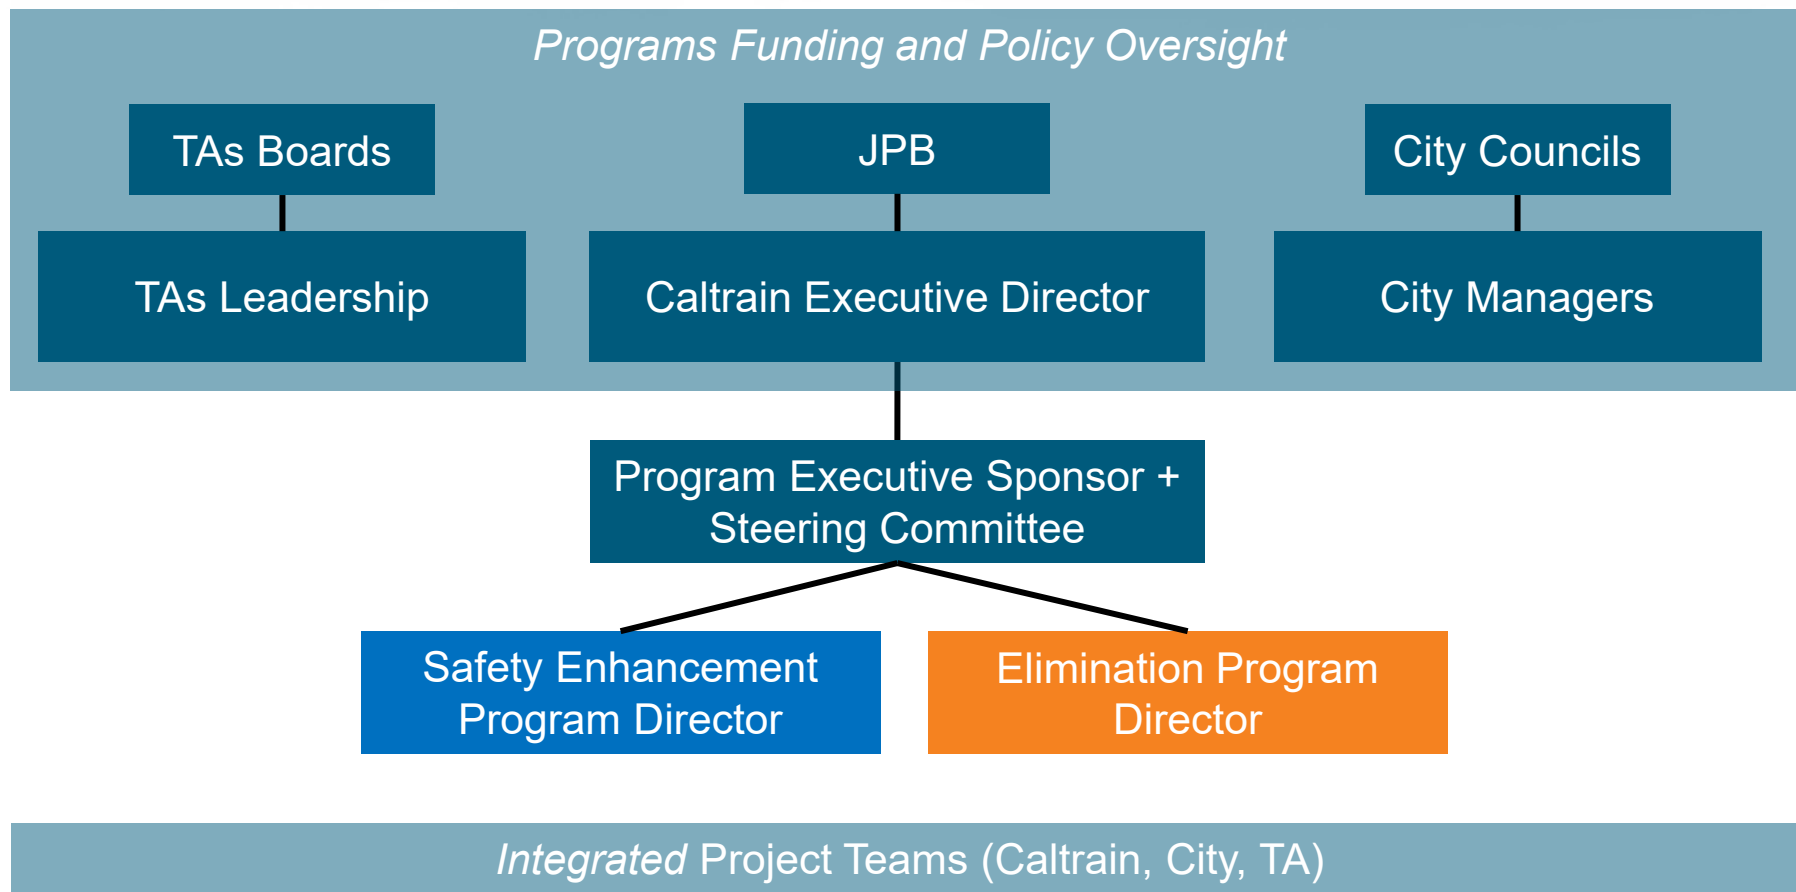 Programs Funding and Policy Oversight
TAs Boards
JPB
City Councils
TAs Leadership
Caltrain Executive Director
City Managers
Program Executive Sponsor +
Steering Committee
Safety Enhancement
Program Director
Elimination Program
Director
Integrated Project Teams (Caltrain, City, TA)